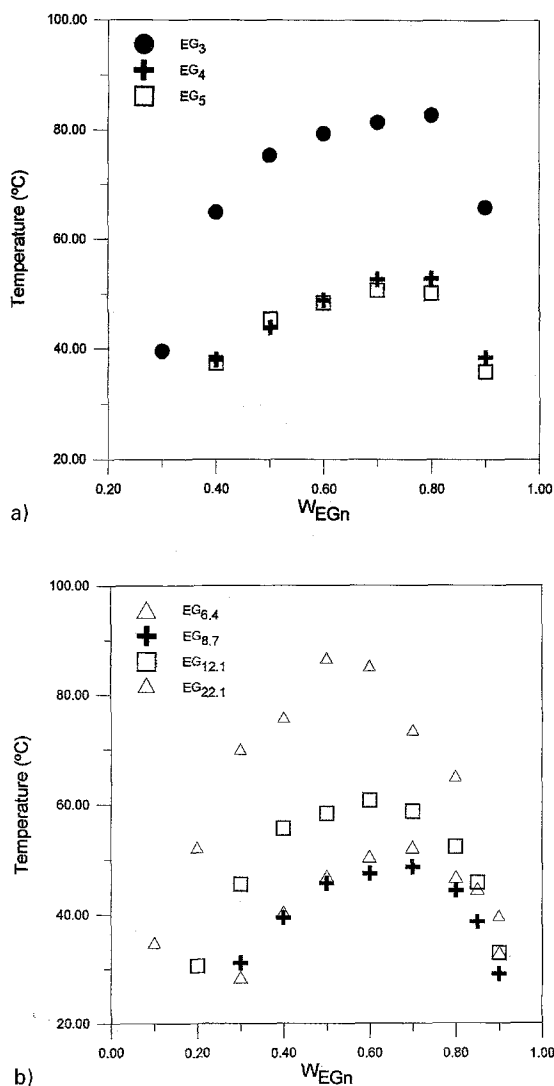 100.00
EG3
EG4
EG5
80.00
60.00
40.00
20.00
Temperature (ºC)
0.20 0.40 0.60 0.80 1.00
WEGn
a)
100.00
EG6.4
EG8.7
EG12.1
EG22.1
80.00
60.00
40.00
20.00
Temperature (ºC)
0.00 0.20 0.40 0.60 0.80 1.00
WEGn
b)